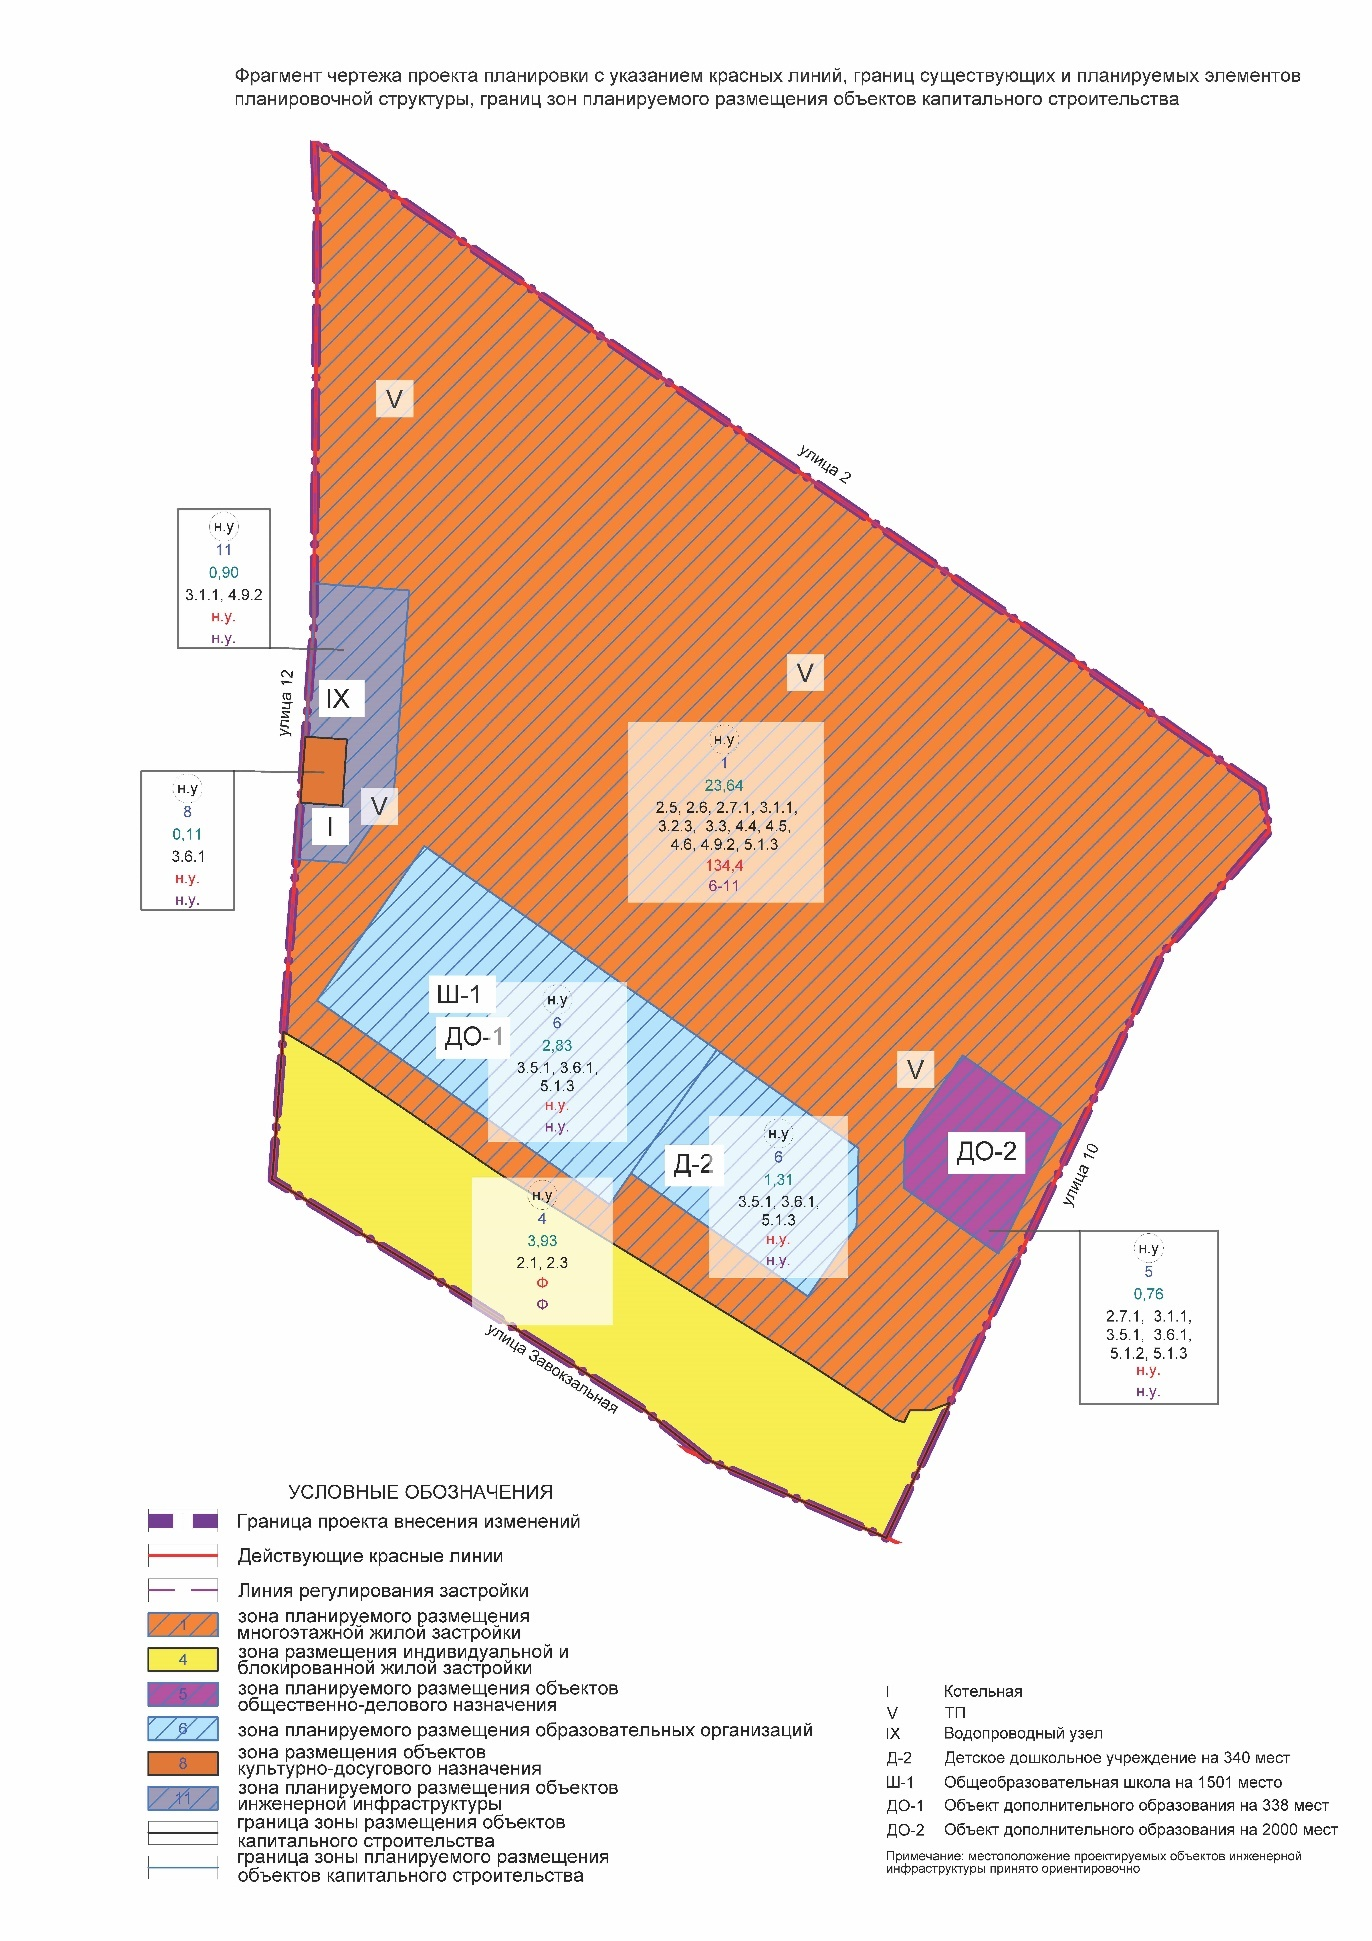 Фрагмент чертежа проекта планировки с указанием красных линий, границ существующих и планируемых элементов
планировочной структуры, границ зон планируемого размещения объектов капитального строительства
V
улица 2
н.у
11
0,90
3.1.1, 4.9.2
н.у.
н.у.
улица 12
IX
V
н.у
1
23,64
2.5, 2.6, 2.7.1, 3.1.1,
3.2.3, 3.3, 4.4, 4.5,
4.6, 4.9.2, 5.1.3
134,4
6-11
н.у
8
0,11
3.6.1
н.у.
н.у.
V
I
Ш-1
ДО-1
н.у
6
2,83
3.5.1, 3.6.1,
5.1.3
н.у.
н.у.
V
ДО-2
улица 10
Д-2
н.у
6
1,31
3.5.1, 3.6.1,
5.1.3
н.у.
н.у.
н.у
4
3,93
2.1, 2.3
Ф
Ф
н.у
5
0,76
2.7.1, 3.1.1,
3.5.1, 3.6.1,
5.1.2, 5.1.3
н.у.
н.у.
улица Завокзальная
УСЛОВНЫЕ ОБОЗНАЧЕНИЯ
Граница проекта внесения изменений
Действующие красные линии
Линия регулирования застройки
1
зона планируемого размещения
многоэтажной жилой застройки
4
зона размещения индивидуальной и
блокированной жилой застройки
5
зона планируемого размещения объектов
общественно-делового назначения
6
зона планируемого размещения образовательных организаций
8
зона размещения объектов
культурно-досугового назначения
11
зона планируемого размещения объектов
инженерной инфраструктуры
граница зоны размещения объектов
капитального строительства
граница зоны планируемого размещения
объектов капитального строительства
I Котельная
V ТП
IX Водопроводный узел
Д-2 Детское дошкольное учреждение на 340 мест
Ш-1 Общеобразовательная школа на 1501 место
ДО-1 Объект дополнительного образования на 338 мест
ДО-2 Объект дополнительного образования на 2000 мест
Примечание: местоположение проектируемых объектов инженерной
инфраструктуры принято ориентировочно